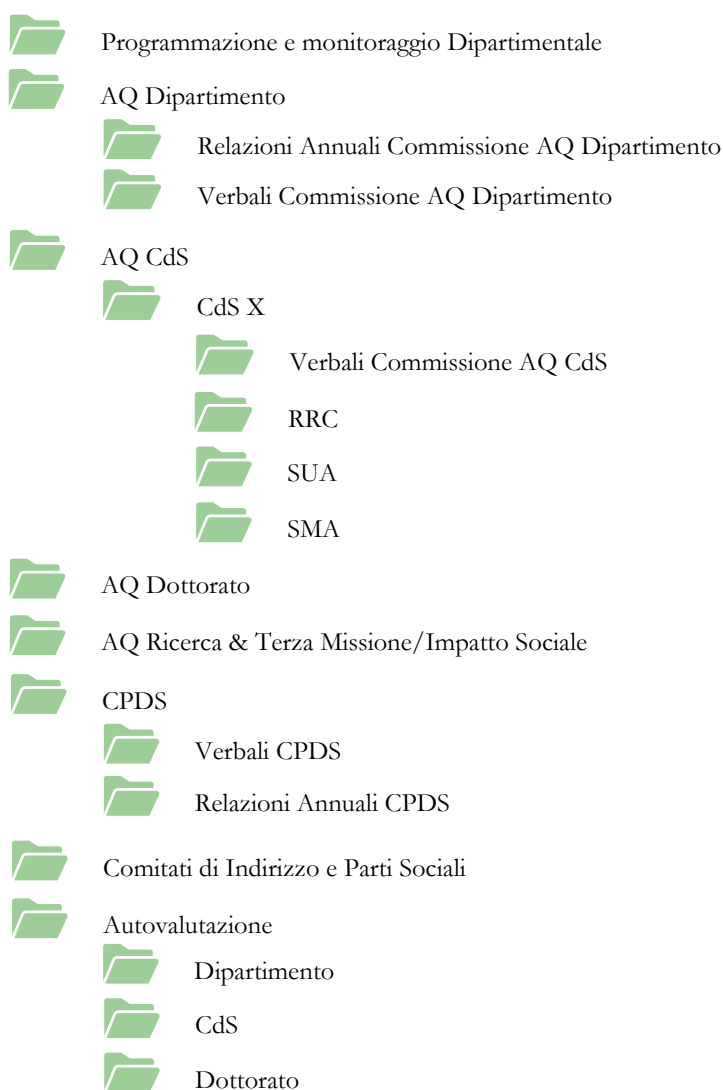 Programmazione e monitoraggio Dipartimentale
AQ Dipartimento
Relazioni Annuali Commissione AQ Dipartimento
Verbali Commissione AQ Dipartimento
AQ CdS
CdS X
Verbali Commissione AQ CdS
RRC
SUA
SMA
AQ Dottorato
AQ Ricerca & Terza Missione/Impatto Sociale
CPDS
Verbali CPDS
Relazioni Annuali CPDS
Comitati di Indirizzo e Parti Sociali
Autovalutazione
Dipartimento
CdS
Dottorato